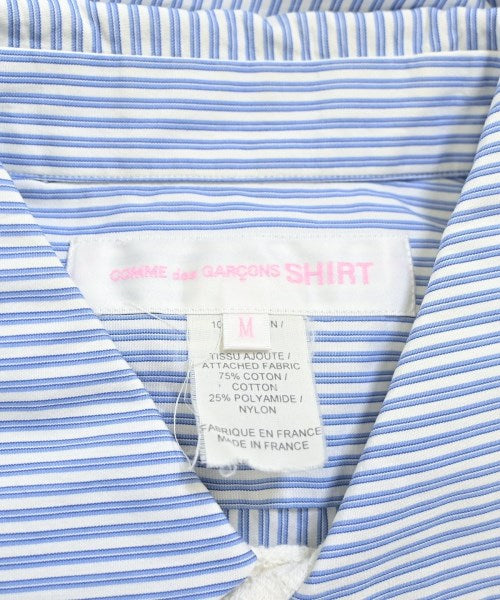 COMME des GARÇONS SHIRT
M
TISSU AJOUTE /
ATTACHED FABRIC
75% COTON /
COTTON
25% POLYAMIDE /
NYLON
FABRIQUE EN FRANCE
MADE IN FRANCE